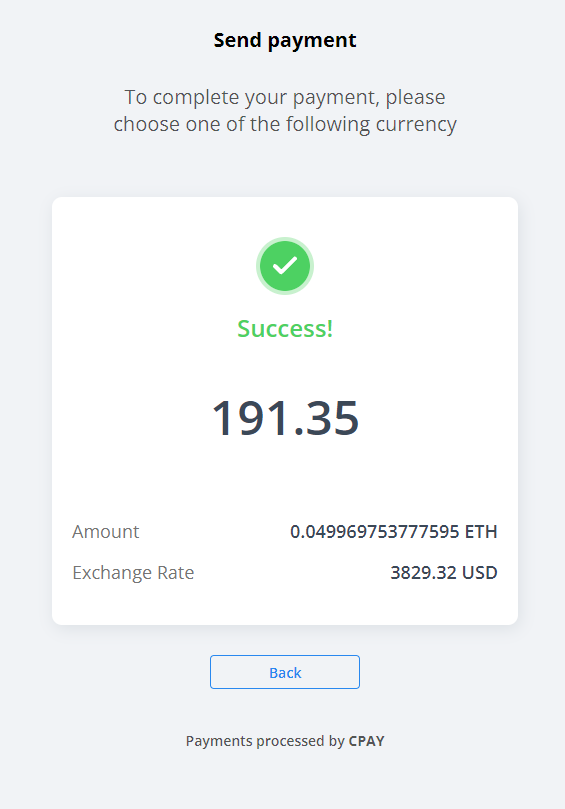 Send payment
To complete your payment, please
choose one of the following currency
Success!
191.35
Amount 0.049969753777595 ETH
Exchange Rate 3829.32 USD
Back
Payments processed by CPAY